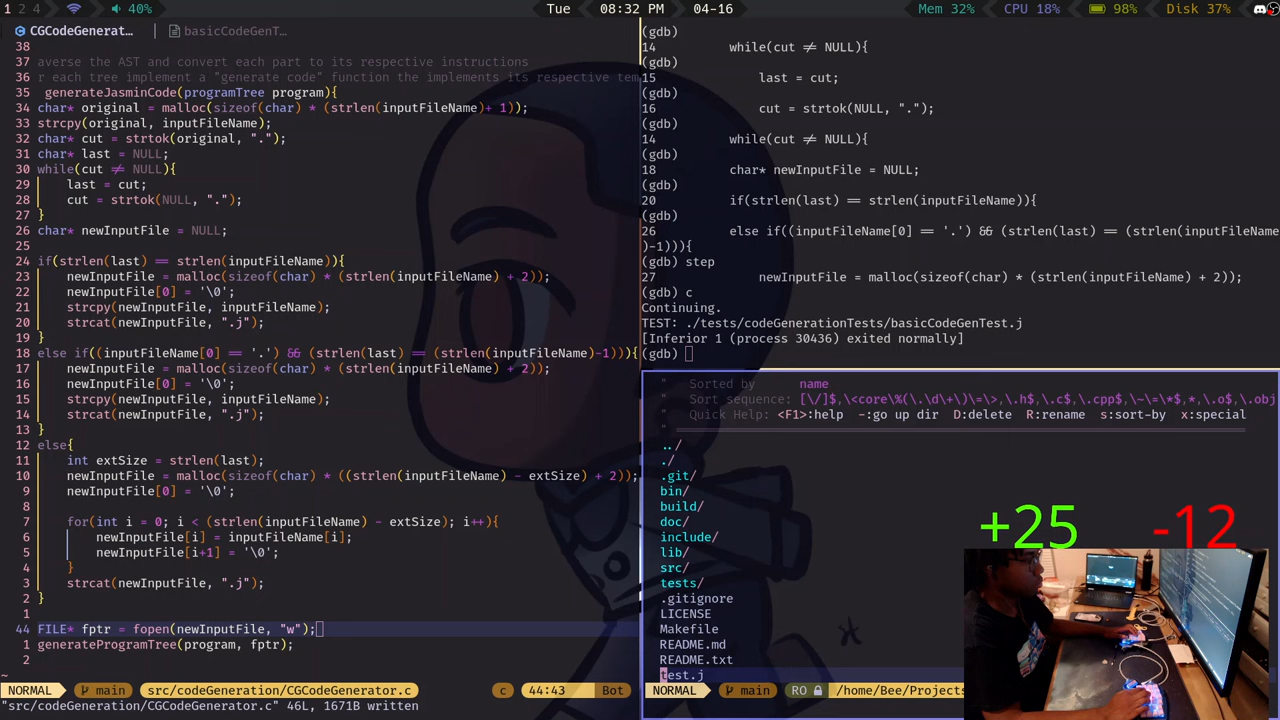 1 2 4 40% Tue 08:32 PM 04-16 Mem 32% CPU 18% 98% Disk 37%
CGCodeGenerat… basicCodeGenT…
38
37 averse the AST and convert each part to its respective instructions
36 r each tree implement a "generate code" function the implements its respective tem
35 generateJasminCode(programTree program){
34 char* original = malloc(sizeof(char) * (strlen(inputFileName)+ 1));
33 strcpy(original, inputFileName);
32 char* cut = strtok(original, ".");
31 char* last = NULL;
30 while(cut ≠ NULL){
29 last = cut;
28 cut = strtok(NULL, ".");
27 }
26 char* newInputFile = NULL;
25
24 if(strlen(last) == strlen(inputFileName)){
23 newInputFile = malloc(sizeof(char) * (strlen(inputFileName) + 2));
22 newInputFile[0] = '\0';
21 strcpy(newInputFile, inputFileName);
20 strcat(newInputFile, ".j");
19 }
18 else if((inputFileName[0] == '.') && (strlen(last) == (strlen(inputFileName)-1))){
17 newInputFile = malloc(sizeof(char) * (strlen(inputFileName) + 2));
16 newInputFile[0] = '\0';
15 strcpy(newInputFile, inputFileName);
14 strcat(newInputFile, ".j");
13 }
12 else{
11 int extSize = strlen(last);
10 newInputFile = malloc(sizeof(char) * ((strlen(inputFileName) - extSize) + 2));
9 newInputFile[0] = '\0';
8
7 for(int i = 0; i < (strlen(inputFileName) - extSize); i++){
6 newInputFile[i] = inputFileName[i];
5 newInputFile[i+1] = '\0';
4 }
3 strcat(newInputFile, ".j");
2 }
1
44 FILE* fptr = fopen(newInputFile, "w");
1 generateProgramTree(program, fptr);
2
~
NORMAL main src/codeGeneration/CGCodeGenerator.c c 44:43 Bot
"src/codeGeneration/CGCodeGenerator.c" 46L, 1671B written
(gdb)
14 while(cut ≠ NULL){
(gdb)
15 last = cut;
(gdb)
16 cut = strtok(NULL, ".");
(gdb)
14 while(cut ≠ NULL){
(gdb)
18 char* newInputFile = NULL;
(gdb)
20 if(strlen(last) == strlen(inputFileName)){
(gdb)
26 else if((inputFileName[0] == '.') && (strlen(last) == (strlen(inputFileName
)-1))){
(gdb) step
27 newInputFile = malloc(sizeof(char) * (strlen(inputFileName) + 2));
(gdb) c
Continuing.
TEST: ./tests/codeGenerationTests/basicCodeGenTest.j
[Inferior 1 (process 30436) exited normally]
(gdb)
" Sorted by name
" Sort sequence: [\/]$,\<core\%(\.\d\+\)\=\>,\.h$,\.c$,\.cpp$,\~\=\*$,*,\.o$,\.obj
" Quick Help: <F1>:help -:go up dir D:delete R:rename s:sort-by x:special
"
../
./
.git/
bin/
build/
doc/
include/
lib/
src/
tests/
.gitignore
LICENSE
Makefile
README.md
README.txt
test.j
NORMAL main RO /home/Bee/Projects
+25 -12